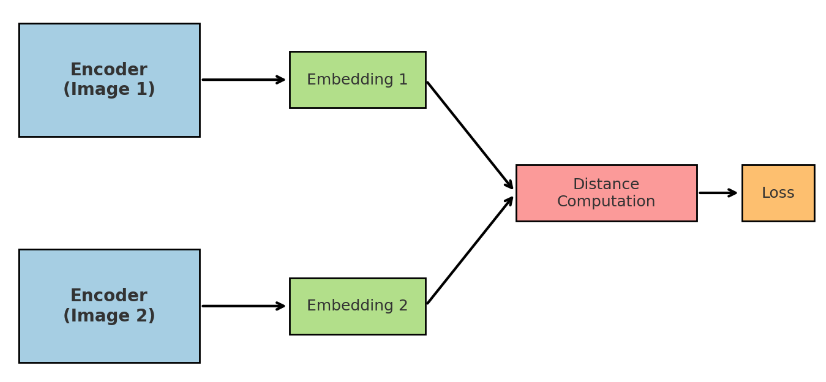 Encoder
(Image 1)
Embedding 1
Distance
Computation
Loss
Encoder
(Image 2)
Embedding 2